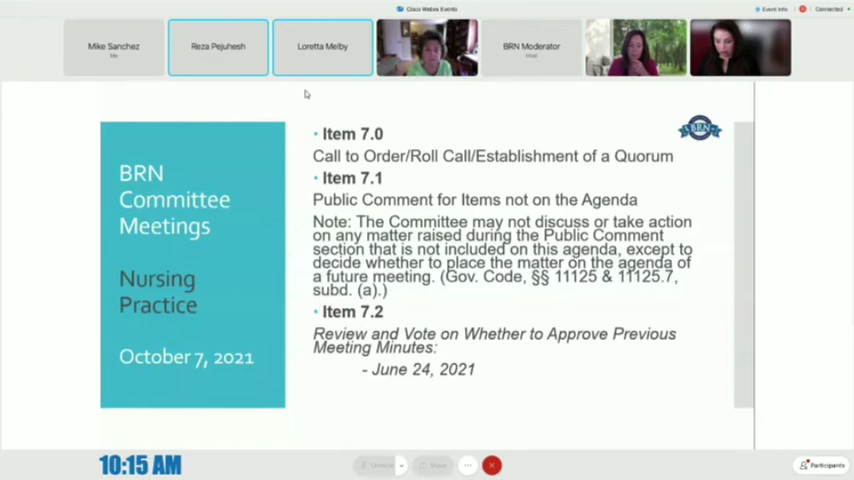 Cisco Webex Events
Event Info
Connected
Mike Sanchez
Me
Reza Pejuhesh
Loretta Melby
BRN Moderator
Host
BRN
Committee
Meetings
Nursing
Practice
October 7, 2021
• Item 7.0
BRN
Call to Order/Roll Call/Establishment of a Quorum
• Item 7.1
Public Comment for Items not on the Agenda
Note: The Committee may not discuss or take action
on any matter raised during the Public Comment
section that is not included on this agenda, except to
decide whether to place the matter on the agenda of
a future meeting. (Gov. Code, §§ 11125 & 11125.7,
subd. (a).)
• Item 7.2
Review and Vote on Whether to Approve Previous
Meeting Minutes:
- June 24, 2021
10:15 AM
Unmute
Share
Participants